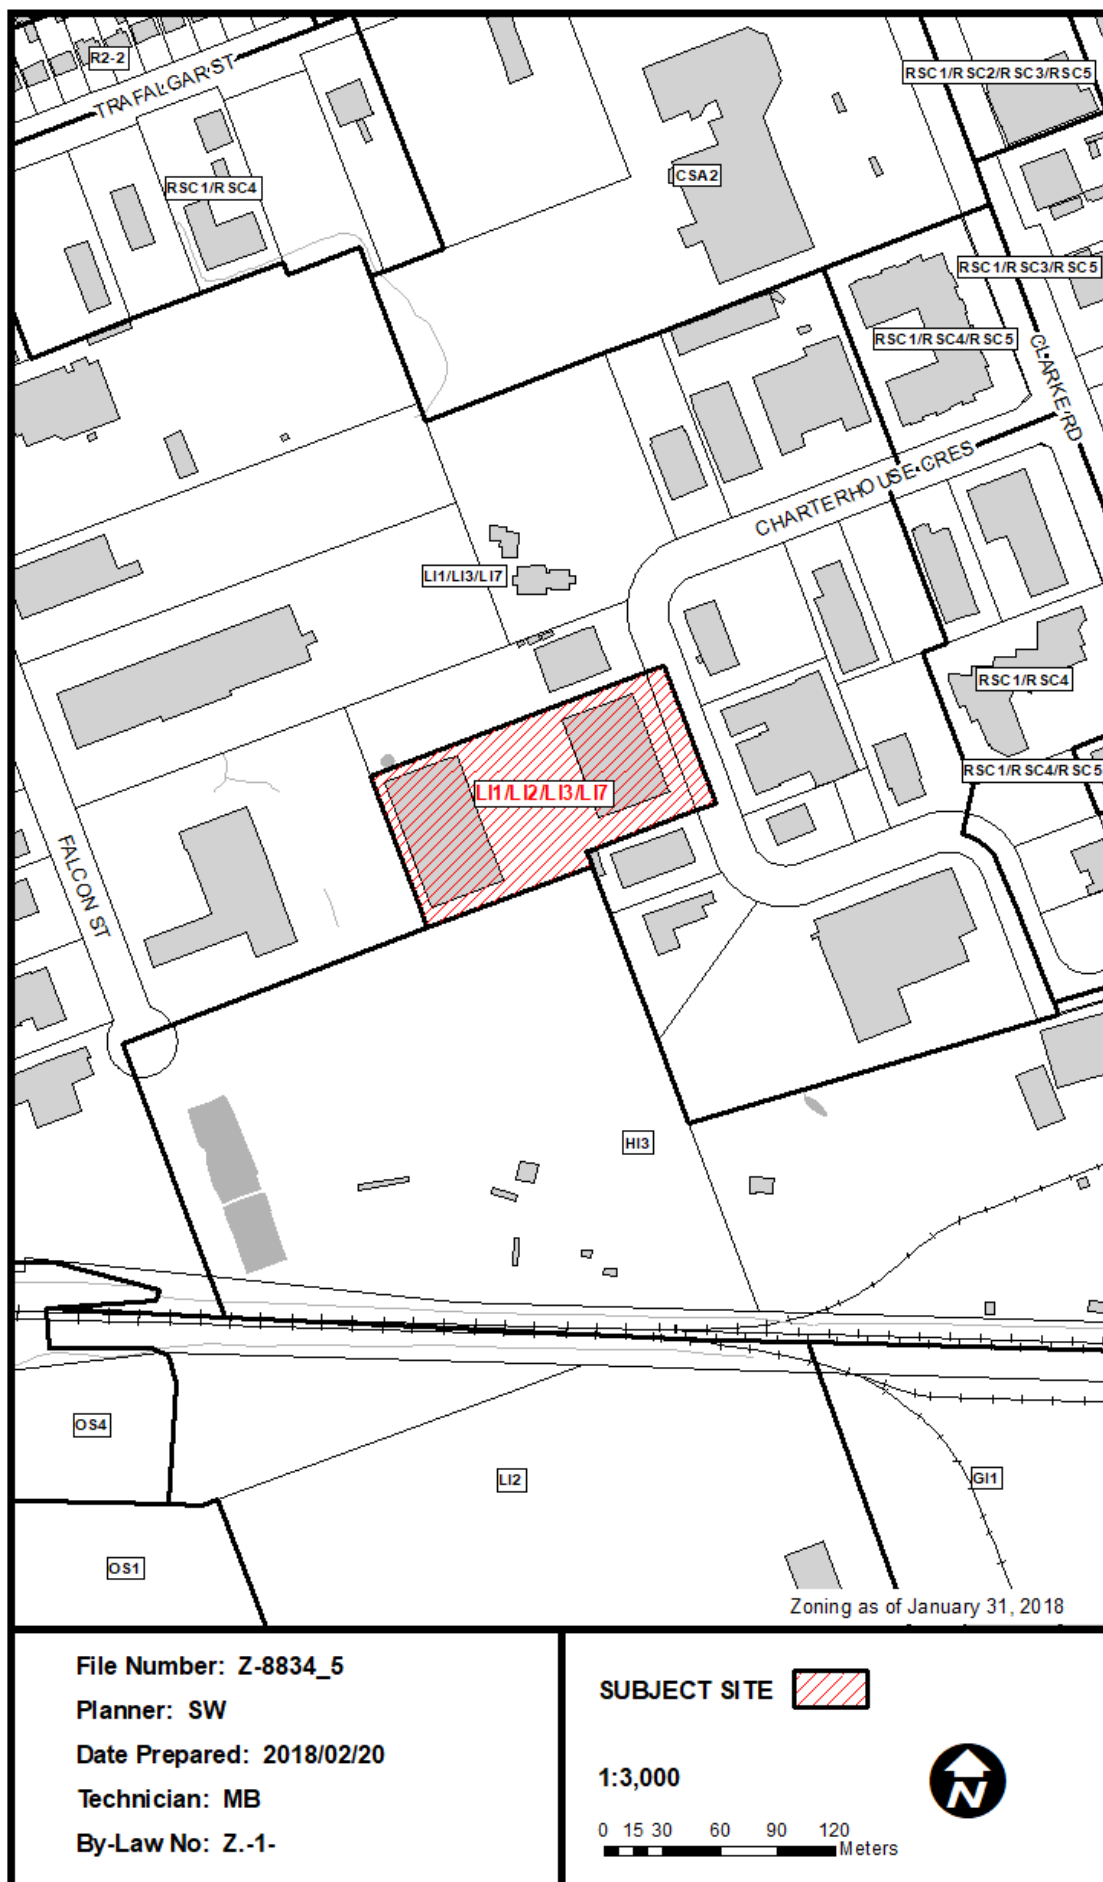 R2-2
TRAFALGAR ST
RSC1/RSC2/RSC3/RSC5
CSA2
RSC1/RSC4
RSC1/RSC3/RSC5
RSC1/RSC4/RSC5
CLARKE RD
CHARTERHOUSE CRES
LI1/LI3/LI7
RSC1/RSC4
RSC1/RSC4/RSC5
LI1/LI2/LI3/LI7
FALCON ST
HI3
OS4
LI2
GI1
OS1
Zoning as of January 31, 2018
File Number: Z-8834_5
Planner: SW
Date Prepared: 2018/02/20
Technician: MB
By-Law No: Z.-1-
SUBJECT SITE
1:3,000
N
0 15 30 60 90 120
Meters